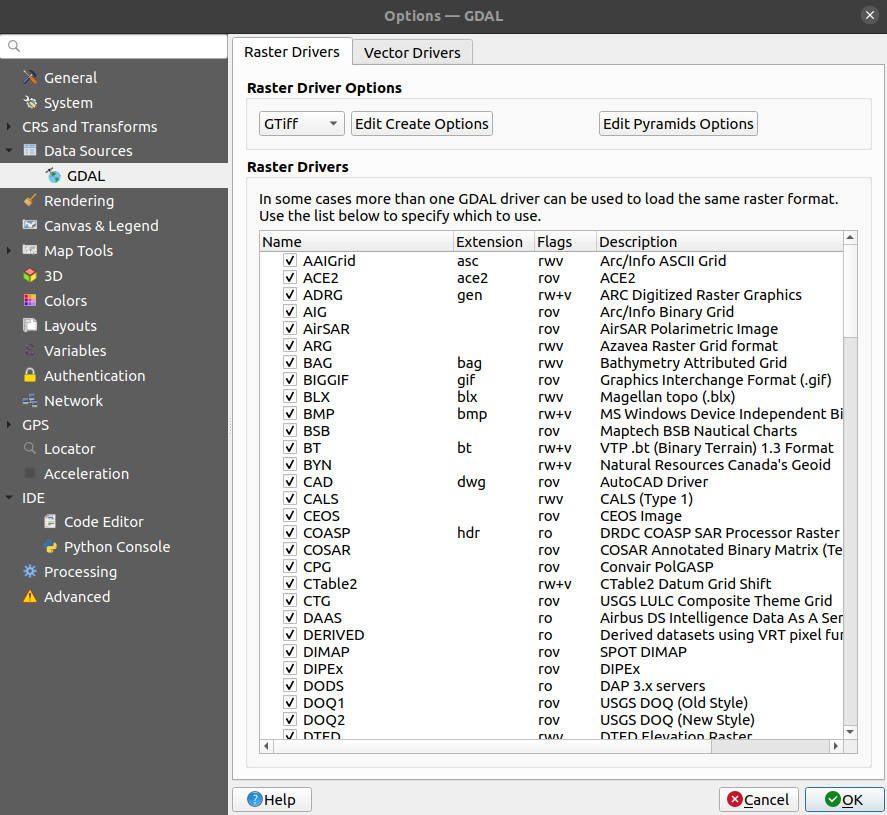 Options — GDAL
General
System
CRS and Transforms
Data Sources
GDAL
Rendering
Canvas & Legend
Map Tools
3D
Colors
Layouts
Variables
Authentication
Network
GPS
Locator
Acceleration
IDE
Code Editor
Python Console
Processing
Advanced
Raster Drivers Vector Drivers
Raster Driver Options
GTiff Edit Create Options Edit Pyramids Options
Raster Drivers
In some cases more than one GDAL driver can be used to load the same raster format.
Use the list below to specify which to use.
Name Extension Flags Description
AAIGrid asc rwv Arc/Info ASCII Grid
ACE2 ace2 rov ACE2
ADRG gen rw+v ARC Digitized Raster Graphics
AIG rov Arc/Info Binary Grid
AirSAR rov AirSAR Polarimetric Image
ARG rwv Azavea Raster Grid format
BAG bag rwv Bathymetry Attributed Grid
BIGGIF gif rov Graphics Interchange Format (.gif)
BLX blx rwv Magellan topo (.blx)
BMP bmp rw+v MS Windows Device Independent Bi
BSB rov Maptech BSB Nautical Charts
BT bt rw+v VTP .bt (Binary Terrain) 1.3 Format
BYN rw+v Natural Resources Canada's Geoid
CAD dwg rov AutoCAD Driver
CALS rwv CALS (Type 1)
CEOS rov CEOS Image
COASP hdr ro DRDC COASP SAR Processor Raster
COSAR rov COSAR Annotated Binary Matrix (Te
CPG rov Convair PolGASP
CTable2 rw+v CTable2 Datum Grid Shift
CTG rov USGS LULC Composite Theme Grid
DAAS ro Airbus DS Intelligence Data As A Ser
DERIVED ro Derived datasets using VRT pixel fun
DIMAP rov SPOT DIMAP
DIPEx rov DIPEx
DODS ro DAP 3.x servers
DOQ1 rov USGS DOQ (Old Style)
DOQ2 rov USGS DOQ (New Style)
DTED rwv DTED Elevation Raster
Help Cancel OK